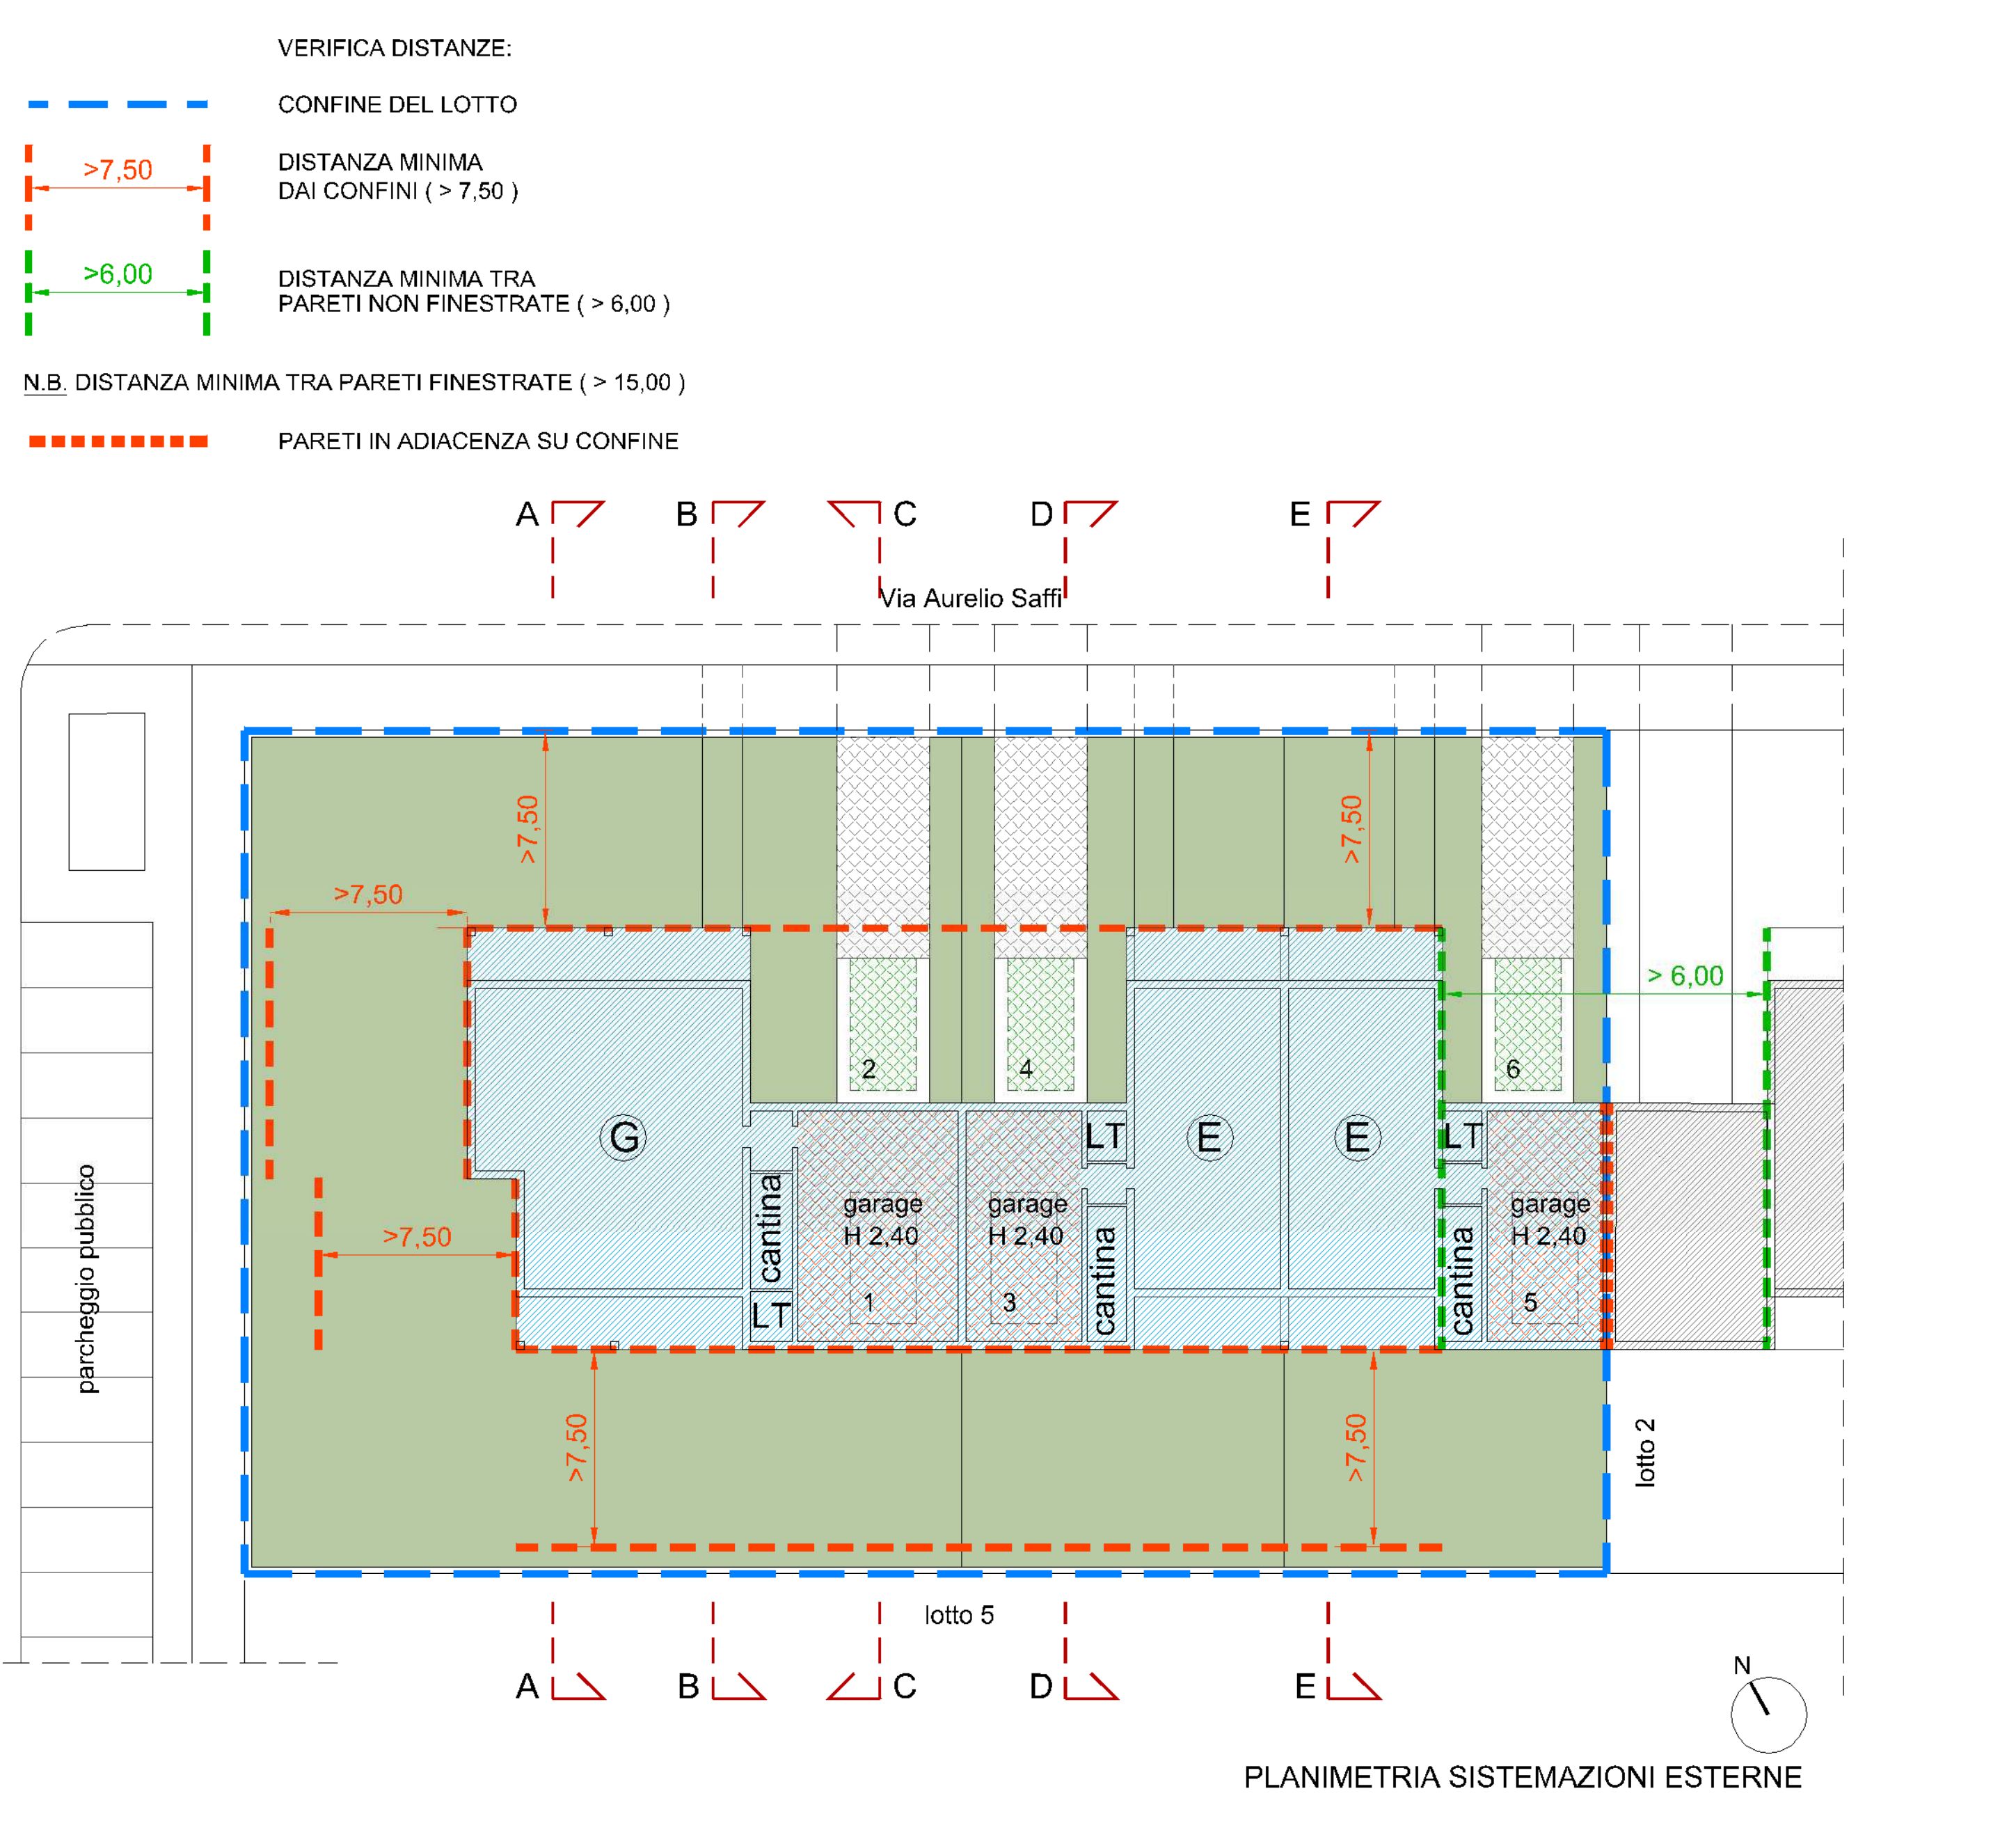 VERIFICA DISTANZE:
CONFINE DEL LOTTO
>7,50
DISTANZA MINIMA
DAI CONFINI ( > 7,50 )
>6,00
DISTANZA MINIMA TRA
PARETI NON FINESTRATE ( > 6,00 )
N.B. DISTANZA MINIMA TRA PARETI FINESTRATE ( > 15,00 )
PARETI IN ADIACENZA SU CONFINE
A
B
C
D
E
Via Aurelio Saffi
>7,50
>7,50
>7,50
> 6,00
2
4
6
G
LT
E
E
LT
parcheggio pubblico
>7,50
cantina
garage
H 2,40
1
garage
H 2,40
3
cantina
cantina
garage
H 2,40
5
LT
>7,50
>7,50
lotto 2
lotto 5
A
B
C
D
E
N
PLANIMETRIA SISTEMAZIONI ESTERNE